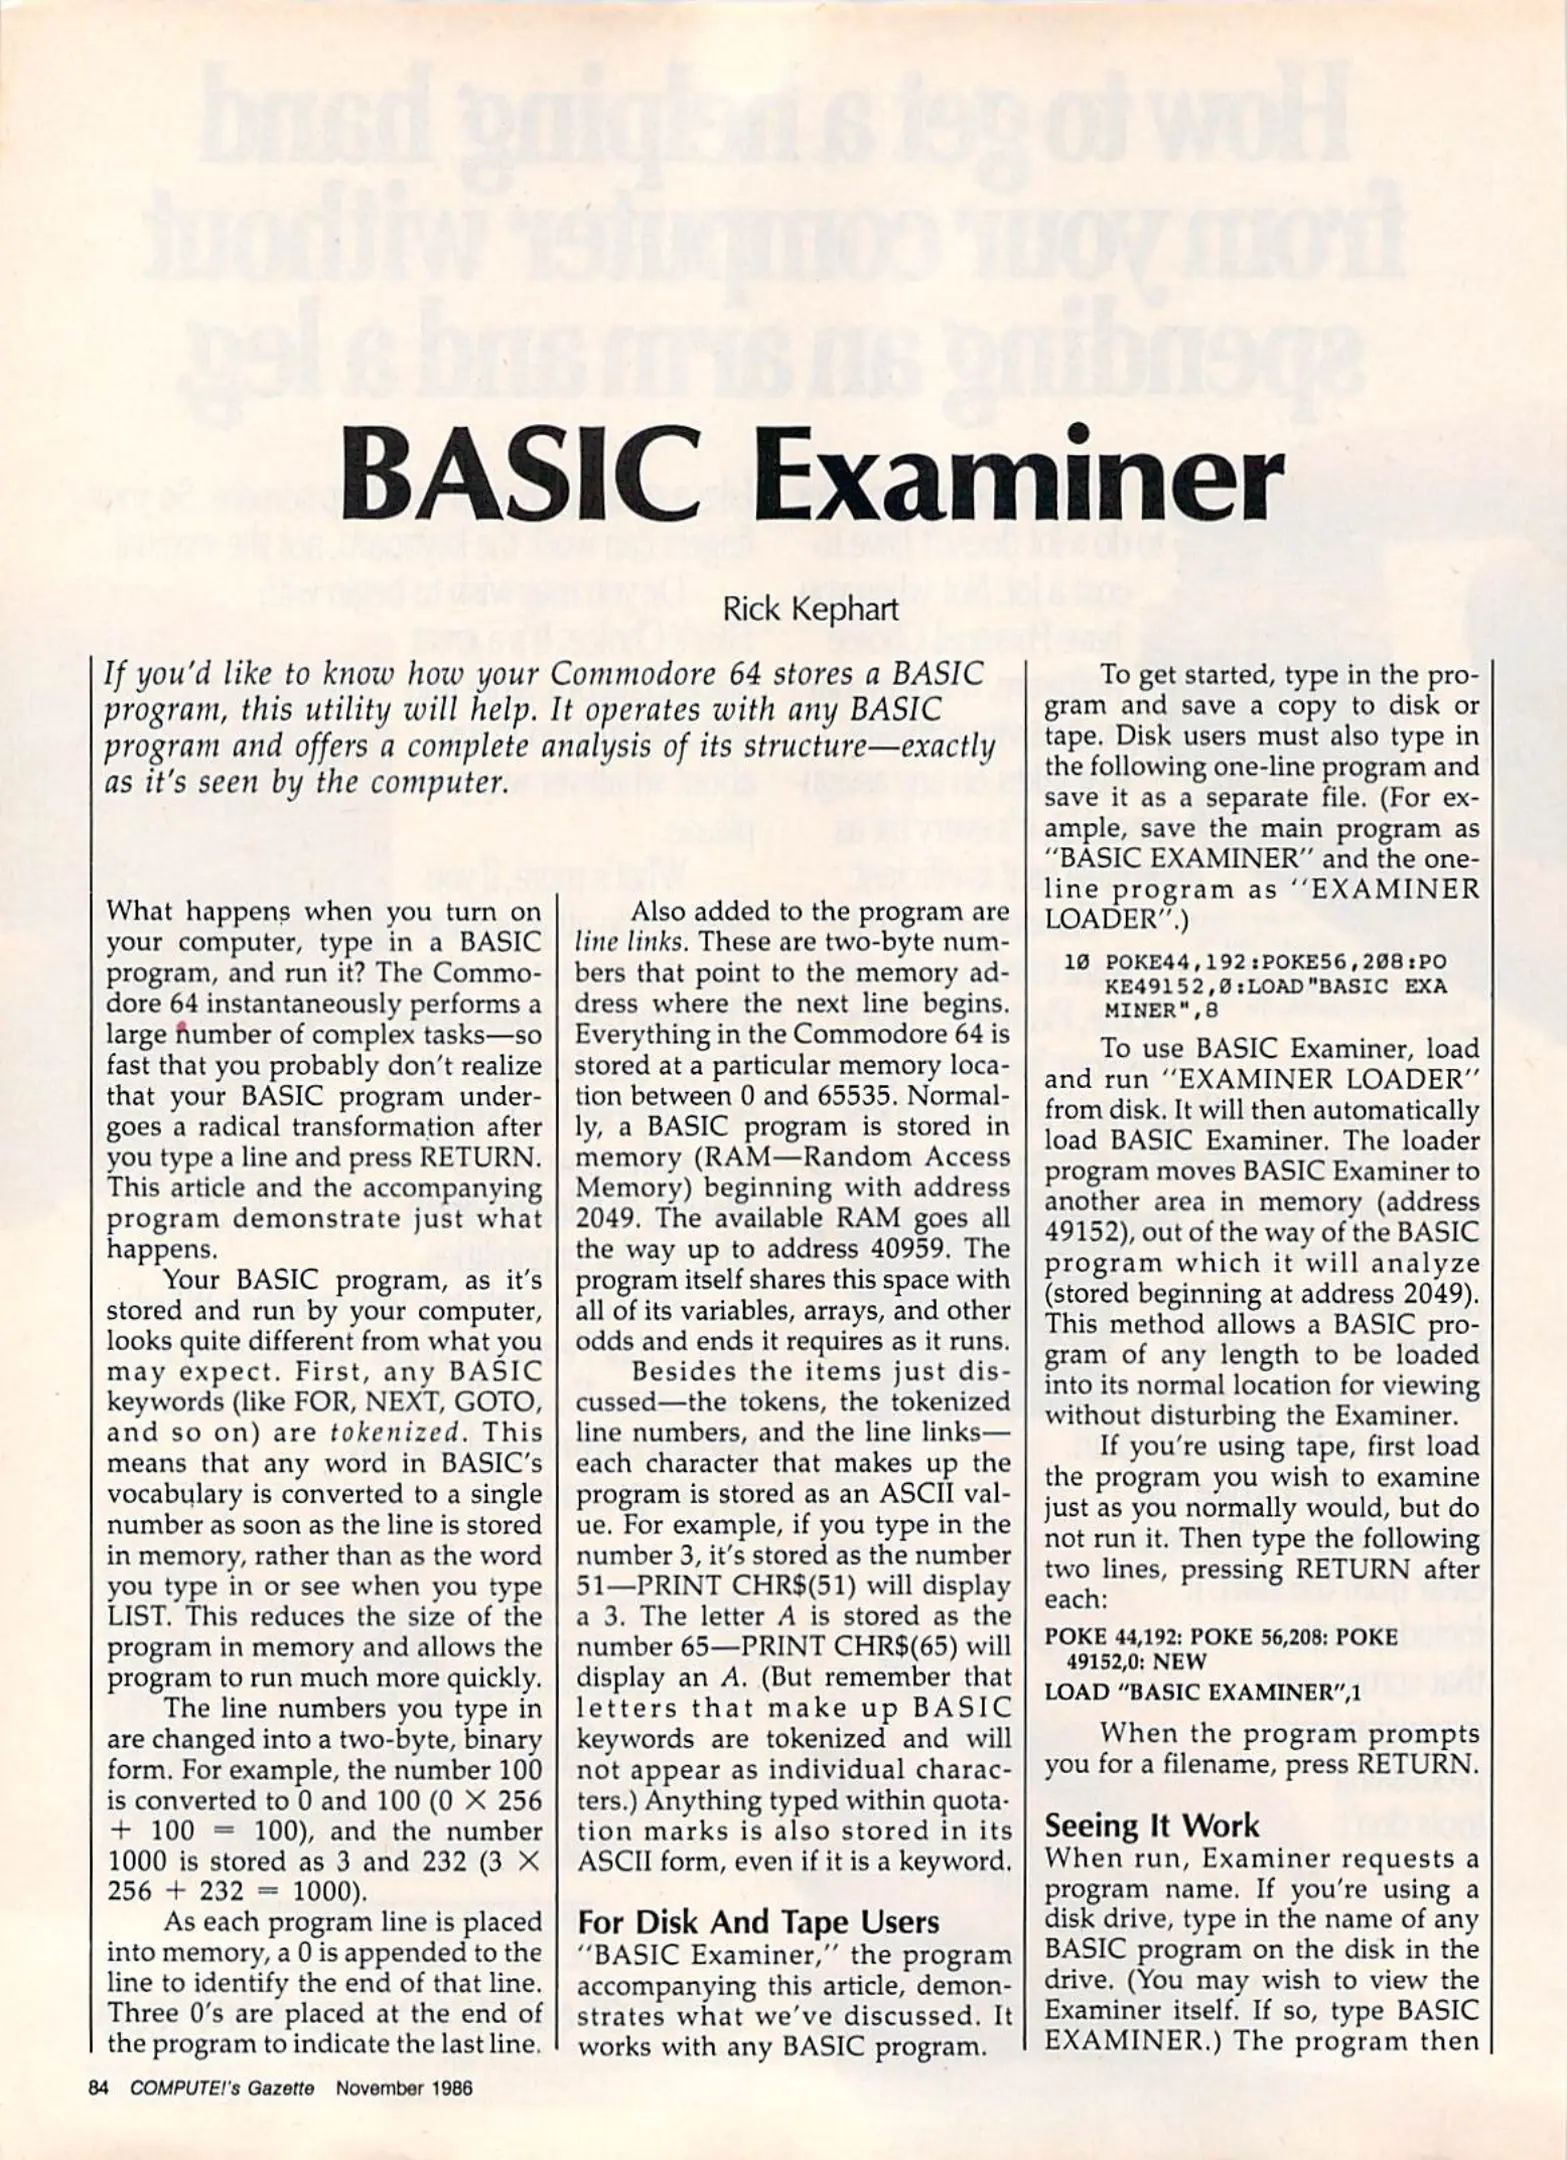 BASIC Examiner
Rick Kephart
If you'd like to know how your Commodore 64 stores a BASIC
program, this utility will help. It operates with any BASIC
program and offers a complete analysis of its structure—exactly
as it's seen by the computer.
What happens when you turn on
your computer, type in a BASIC
program, and run it? The Commo-
dore 64 instantaneously performs a
large number of complex tasks—so
fast that you probably don't realize
that your BASIC program under-
goes a radical transformation after
you type a line and press RETURN.
This article and the accompanying
program demonstrate just what
happens.
Your BASIC program, as it's
stored and run by your computer,
looks quite different from what you
may expect. First, any BASIC
keywords (like FOR, NEXT, GOTO,
and so on) are tokenized. This
means that any word in BASIC's
vocabulary is converted to a single
number as soon as the line is stored
in memory, rather than as the word
you type in or see when you type
LIST. This reduces the size of the
program in memory and allows the
program to run much more quickly.
The line numbers you type in
are changed into a two-byte, binary
form. For example, the number 100
is converted to 0 and 100 (0 × 256
+ 100 = 100), and the number
1000 is stored as 3 and 232 (3 ×
256 + 232 = 1000).
As each program line is placed
into memory, a 0 is appended to the
line to identify the end of that line.
Three 0's are placed at the end of
the program to indicate the last line.
Also added to the program are
line links. These are two-byte num-
bers that point to the memory ad-
dress where the next line begins.
Everything in the Commodore 64 is
stored at a particular memory loca-
tion between 0 and 65535. Normal-
ly, a BASIC program is stored in
memory (RAM—Random Access
Memory) beginning with address
2049. The available RAM goes all
the way up to address 40959. The
program itself shares this space with
all of its variables, arrays, and other
odds and ends it requires as it runs.
Besides the items just dis-
cussed—the tokens, the tokenized
line numbers, and the line links—
each character that makes up the
program is stored as an ASCII val-
ue. For example, if you type in the
number 3, it's stored as the number
51—PRINT CHR$(51) will display
a 3. The letter A is stored as the
number 65—PRINT CHR$(65) will
display an A. (But remember that
letters that make up BASIC
keywords are tokenized and will
not appear as individual charac-
ters.) Anything typed within quota-
tion marks is also stored in its
ASCII form, even if it is a keyword.
For Disk And Tape Users
"BASIC Examiner," the program
accompanying this article, demon-
strates what we've discussed. It
works with any BASIC program.
To get started, type in the pro-
gram and save a copy to disk or
tape. Disk users must also type in
the following one-line program and
save it as a separate file. (For ex-
ample, save the main program as
"BASIC EXAMINER" and the one-
line program as "EXAMINER
LOADER".)
10 POKE44,192:POKE56,208:PO
KE49152,0:LOAD"BASIC EXA
MINER",8
To use BASIC Examiner, load
and run "EXAMINER LOADER"
from disk. It will then automatically
load BASIC Examiner. The loader
program moves BASIC Examiner to
another area in memory (address
49152), out of the way of the BASIC
program which it will analyze
(stored beginning at address 2049).
This method allows a BASIC pro-
gram of any length to be loaded
into its normal location for viewing
without disturbing the Examiner.
If you're using tape, first load
the program you wish to examine
just as you normally would, but do
not run it. Then type the following
two lines, pressing RETURN after
each:
POKE 44,192: POKE 56,208: POKE
49152,0: NEW
LOAD "BASIC EXAMINER",1
When the program prompts
you for a filename, press RETURN.
Seeing It Work
When run, Examiner requests a
program name. If you're using a
disk drive, type in the name of any
BASIC program on the disk in the
drive. (You may wish to view the
Examiner itself. If so, type BASIC
EXAMINER.) The program then
84 COMPUTE!'s Gazette November 1986